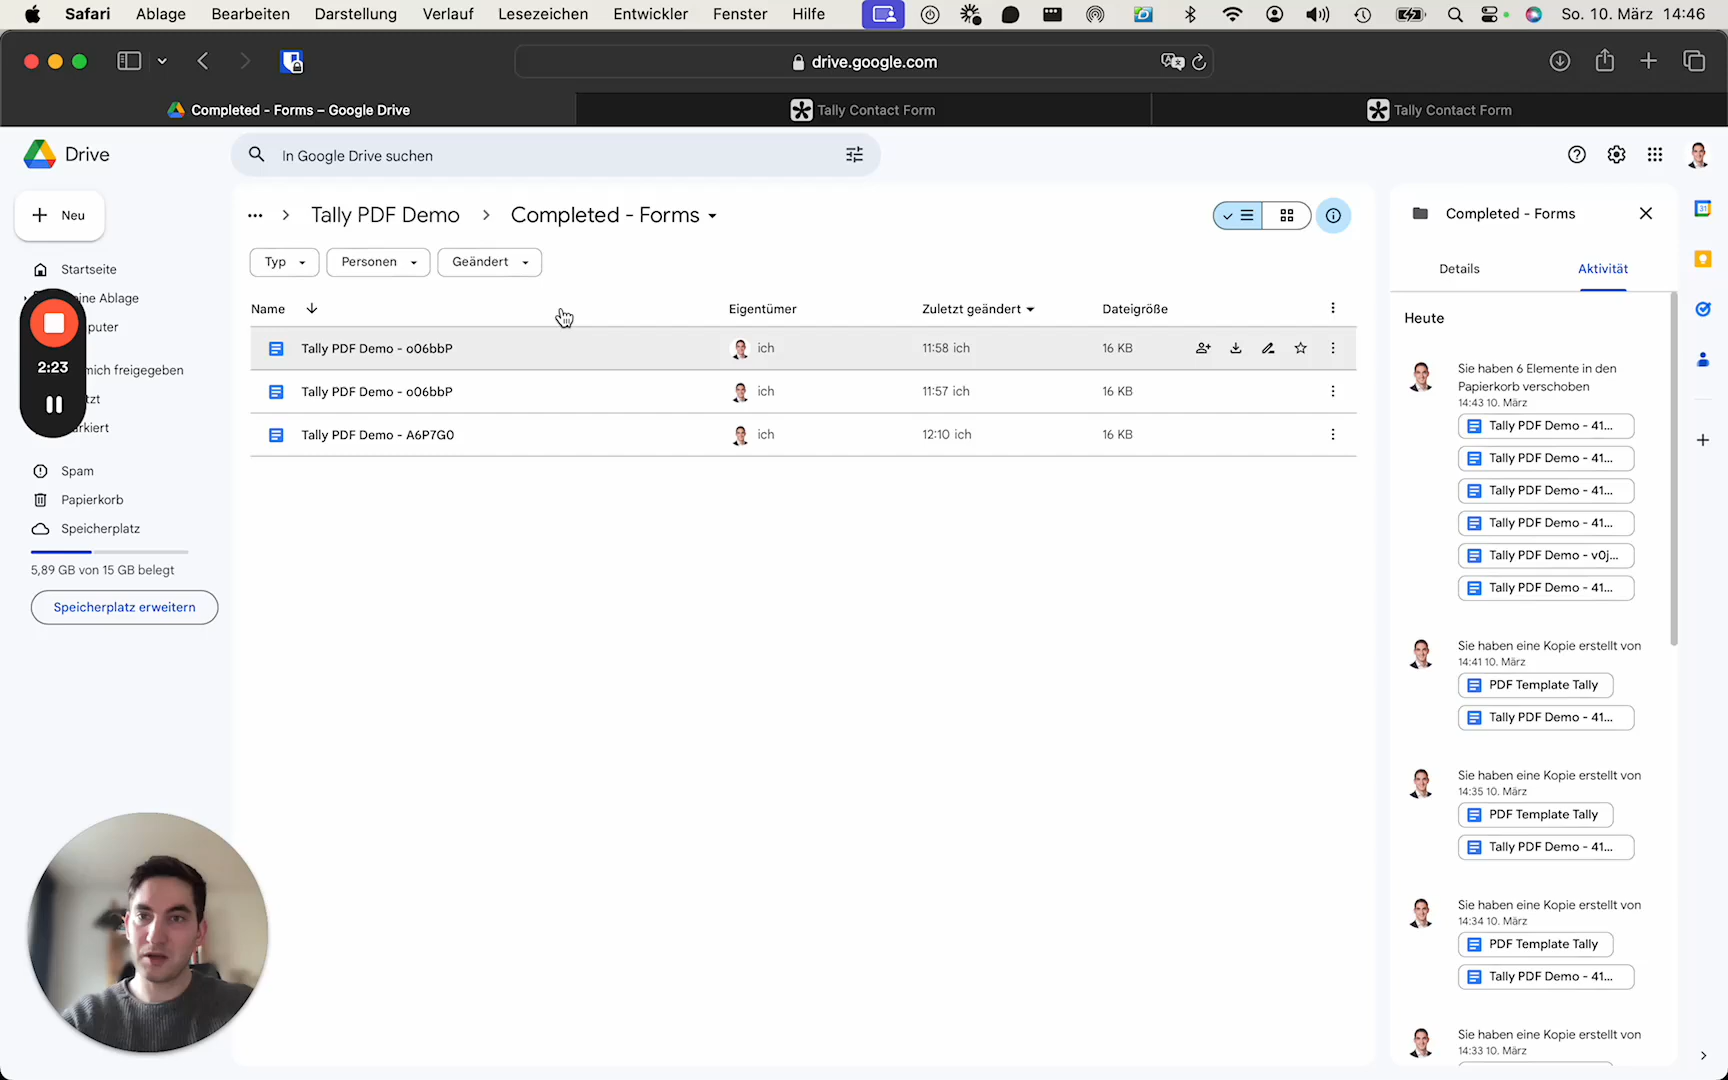 Safari Ablage Bearbeiten Darstellung Verlauf Lesezeichen Entwickler Fenster Hilfe So. 10. März 14:46
drive.google.com
Completed - Forms – Google Drive
Tally Contact Form
Tally Contact Form
Drive
In Google Drive suchen
Neu
Startseite
ine Ablage
puter
mich freigegeben
zt
rkiert
Spam
Papierkorb
Speicherplatz
5,89 GB von 15 GB belegt
Speicherplatz erweitern
2:23
Tally PDF Demo
Completed - Forms
Typ
Personen
Geändert
Name Eigentümer Zuletzt geändert Dateigröße
Tally PDF Demo - o06bbP ich 11:58 ich 16 KB
Tally PDF Demo - o06bbP ich 11:57 ich 16 KB
Tally PDF Demo - A6P7G0 ich 12:10 ich 16 KB
Completed - Forms
Details
Aktivität
Heute
Sie haben 6 Elemente in den
Papierkorb verschoben
14:43 10. März
Tally PDF Demo - 41...
Tally PDF Demo - 41...
Tally PDF Demo - 41...
Tally PDF Demo - 41...
Tally PDF Demo - v0j...
Tally PDF Demo - 41...
Sie haben eine Kopie erstellt von
14:41 10. März
PDF Template Tally
Tally PDF Demo - 41...
Sie haben eine Kopie erstellt von
14:35 10. März
PDF Template Tally
Tally PDF Demo - 41...
Sie haben eine Kopie erstellt von
14:34 10. März
PDF Template Tally
Tally PDF Demo - 41...
Sie haben eine Kopie erstellt von
14:33 10. März